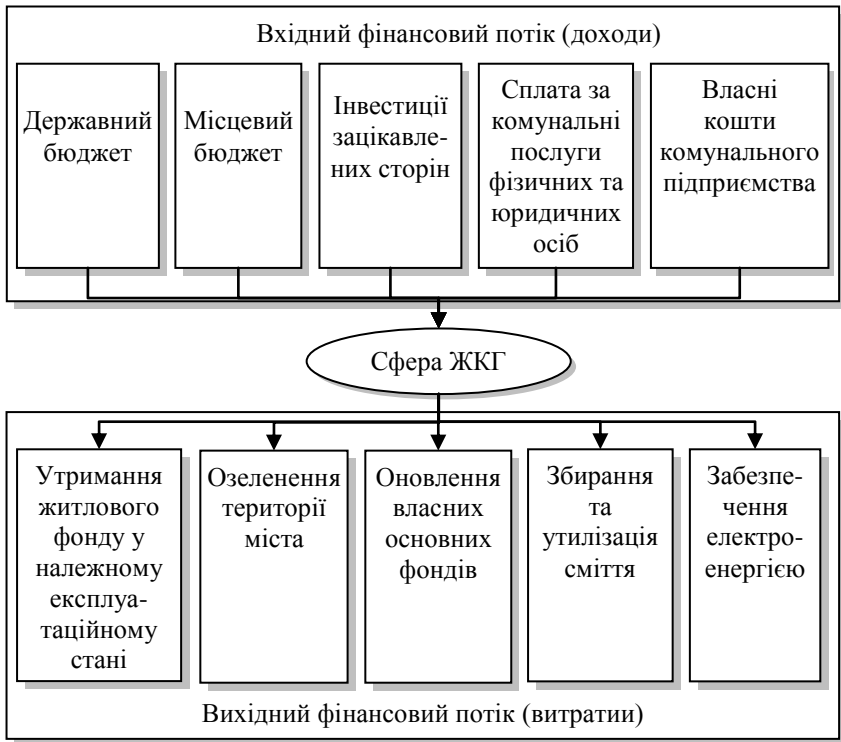 Вхідний фінансовий потік (доходи)
Державний
бюджет
Місцевий
бюджет
Інвестиції
зацікавле-
них сторін
Сплата за
комунальні
послуги
фізичних та
юридичних
осіб
Власні
кошти
комунального
підприємства
Сфера ЖКГ
Утримання
житлового
фонду у
належному
експлуа-
таційному
стані
Озеленення
території
міста
Оновлення
власних
основних
фондів
Збирання
та
утилізація
сміття
Забезпе-
чення
електро-
енергією
Вихідний фінансовий потік (витратии)